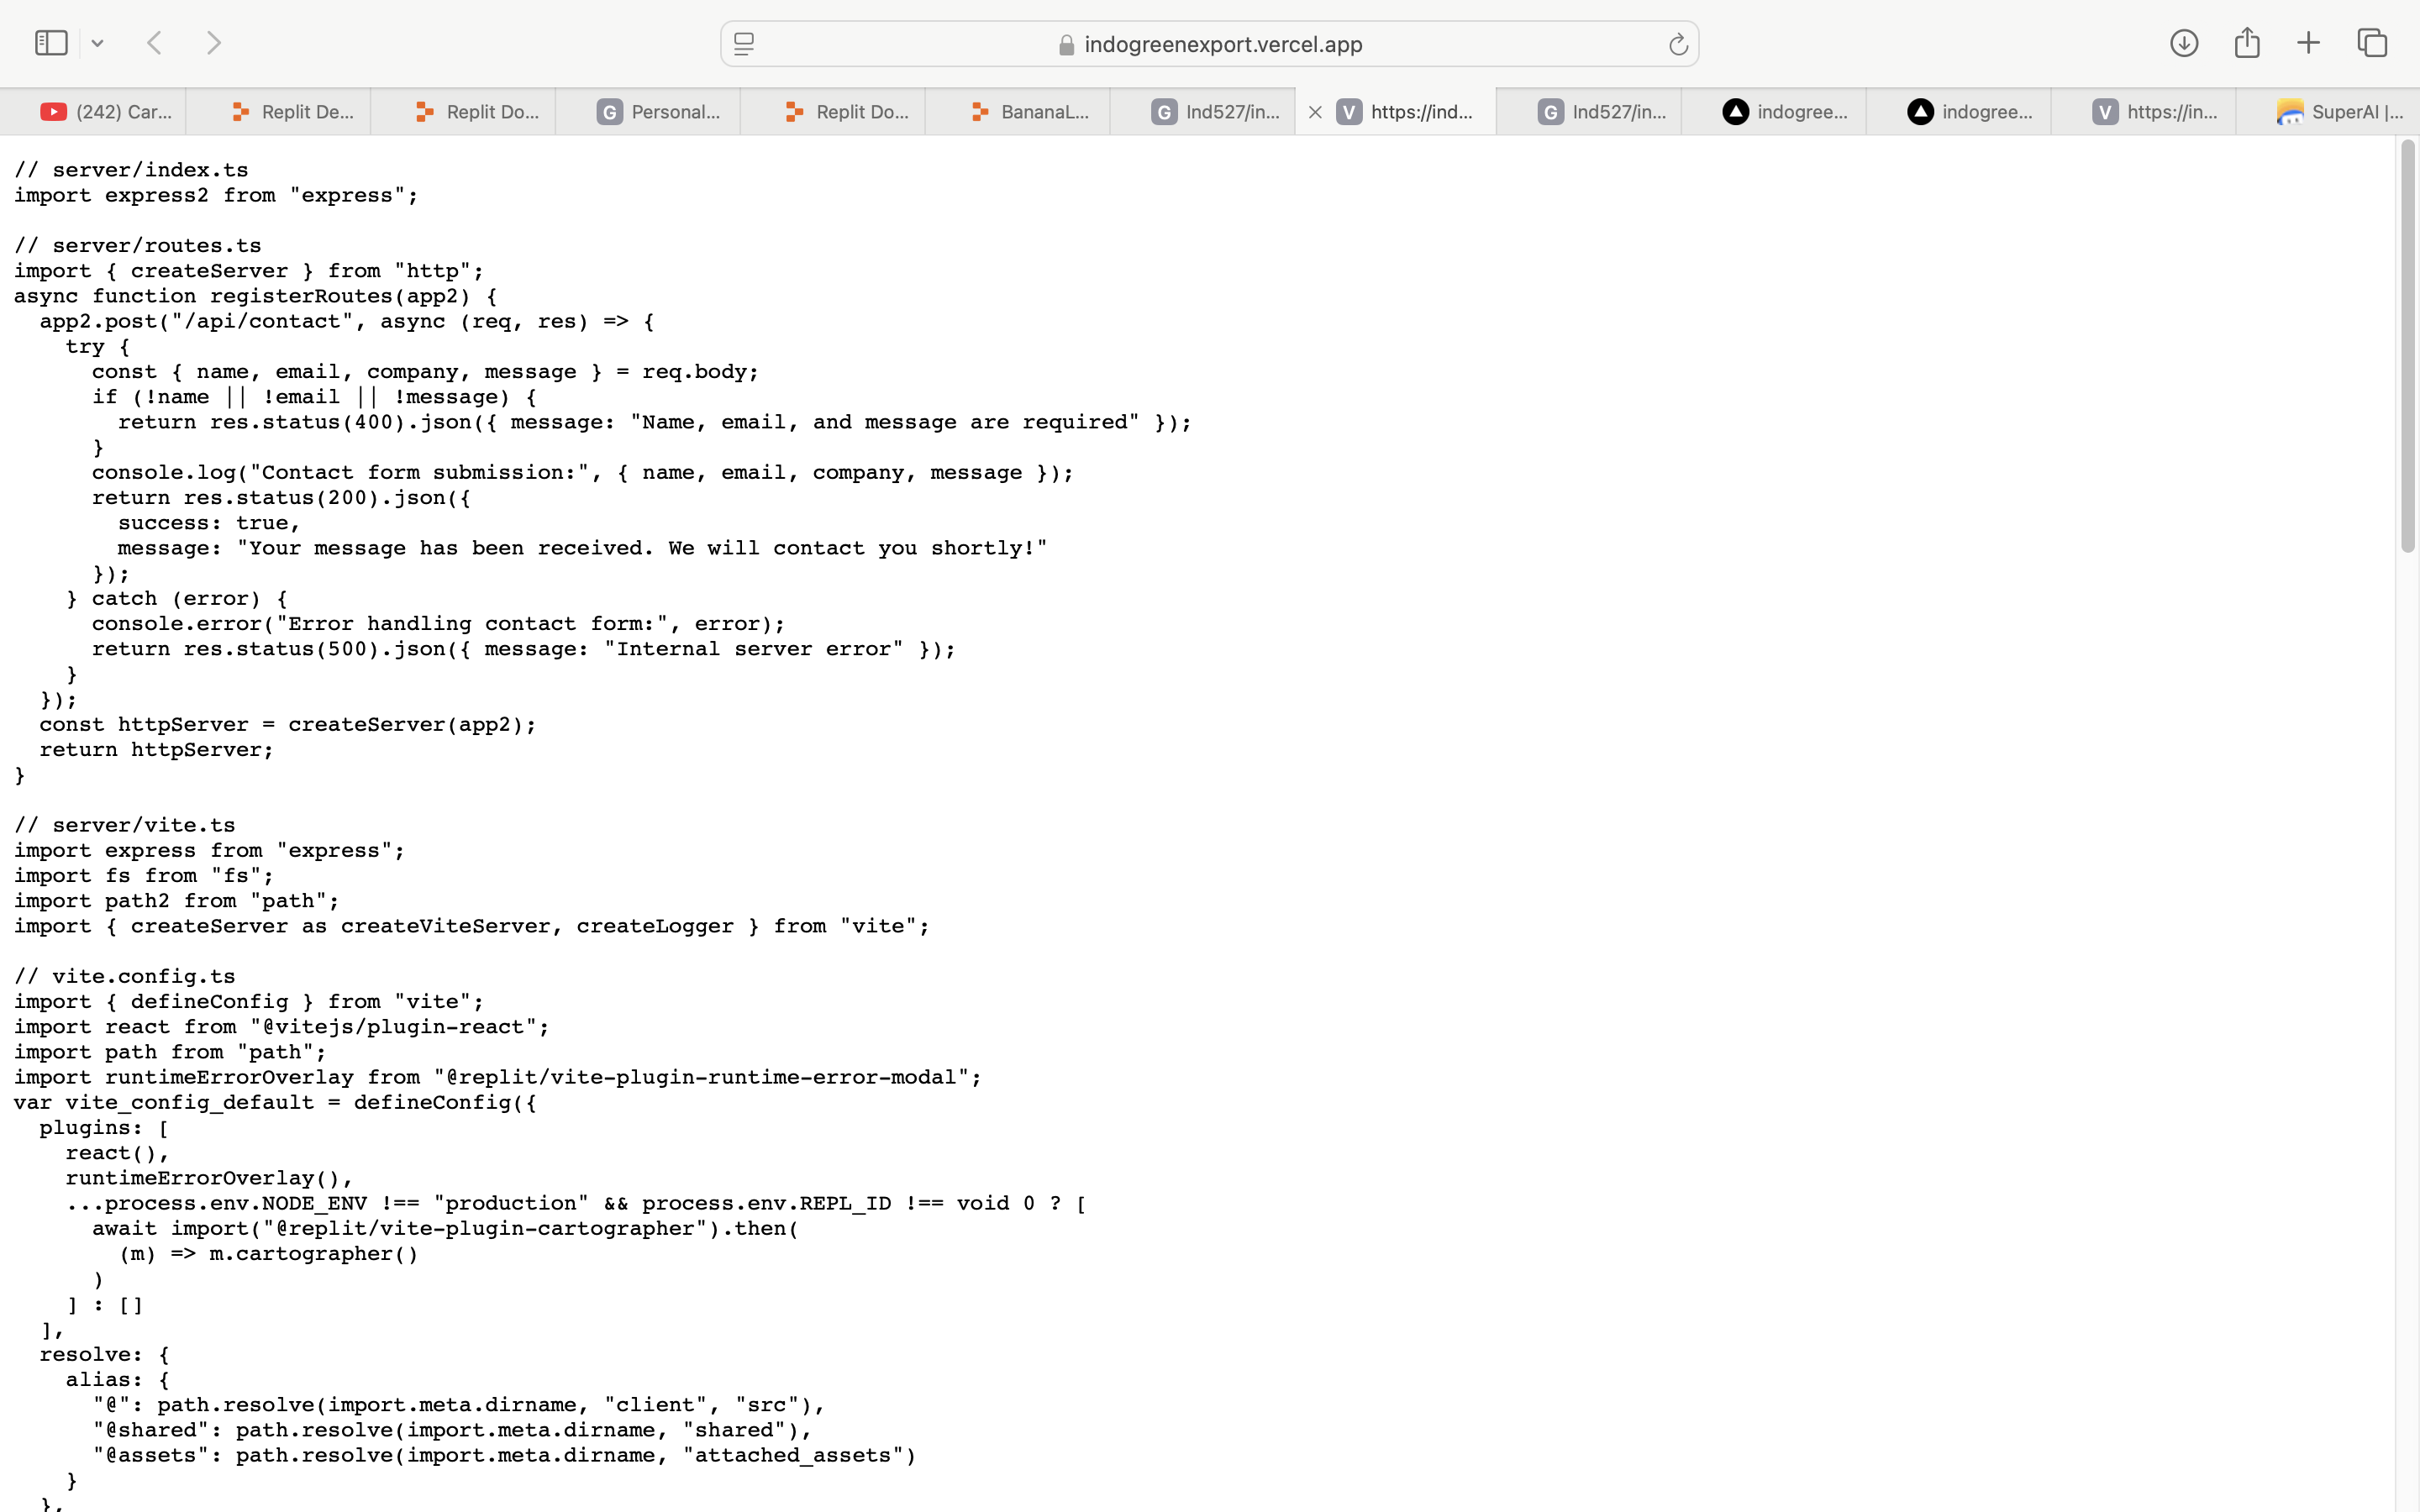 indogreenexport.vercel.app
(242) Car...
Replit De...
Replit Do...
G Personal...
Replit Do...
BananaL...
G Ind527/in...
V https://ind...
G Ind527/in...
indogree...
indogree...
V https://in...
SuperAI |...
// server/index.ts
import express2 from "express";
// server/routes.ts
import { createServer } from "http";
async function registerRoutes(app2) {
  app2.post("/api/contact", async (req, res) => {
    try {
      const { name, email, company, message } = req.body;
      if (!name || !email || !message) {
        return res.status(400).json({ message: "Name, email, and message are required" });
      }
      console.log("Contact form submission:", { name, email, company, message });
      return res.status(200).json({
        success: true,
        message: "Your message has been received. We will contact you shortly!"
      });
    } catch (error) {
      console.error("Error handling contact form:", error);
      return res.status(500).json({ message: "Internal server error" });
    }
  });
  const httpServer = createServer(app2);
  return httpServer;
}
// server/vite.ts
import express from "express";
import fs from "fs";
import path2 from "path";
import { createServer as createViteServer, createLogger } from "vite";
// vite.config.ts
import { defineConfig } from "vite";
import react from "@vitejs/plugin-react";
import path from "path";
import runtimeErrorOverlay from "@replit/vite-plugin-runtime-error-modal";
var vite_config_default = defineConfig({
  plugins: [
    react(),
    runtimeErrorOverlay(),
    ...process.env.NODE_ENV !== "production" && process.env.REPL_ID !== void 0 ? [
      await import("@replit/vite-plugin-cartographer").then(
        (m) => m.cartographer()
      )
    ] : []
  ],
  resolve: {
    alias: {
      "@": path.resolve(import.meta.dirname, "client", "src"),
      "@shared": path.resolve(import.meta.dirname, "shared"),
      "@assets": path.resolve(import.meta.dirname, "attached_assets")
    }
  },